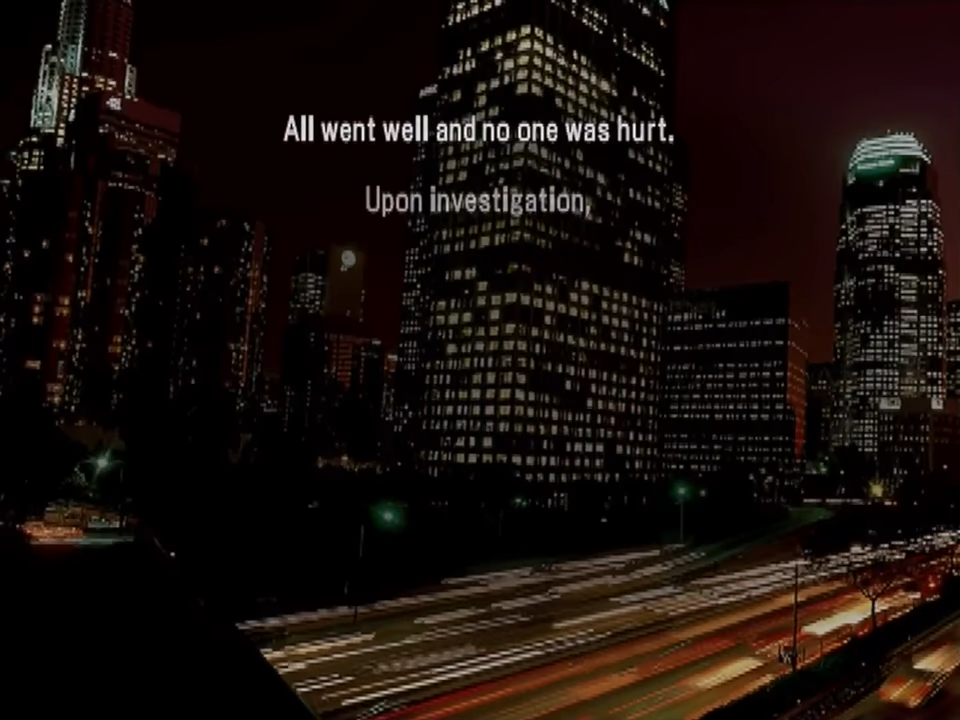 All went well and no one was hurt.
Upon investigation,